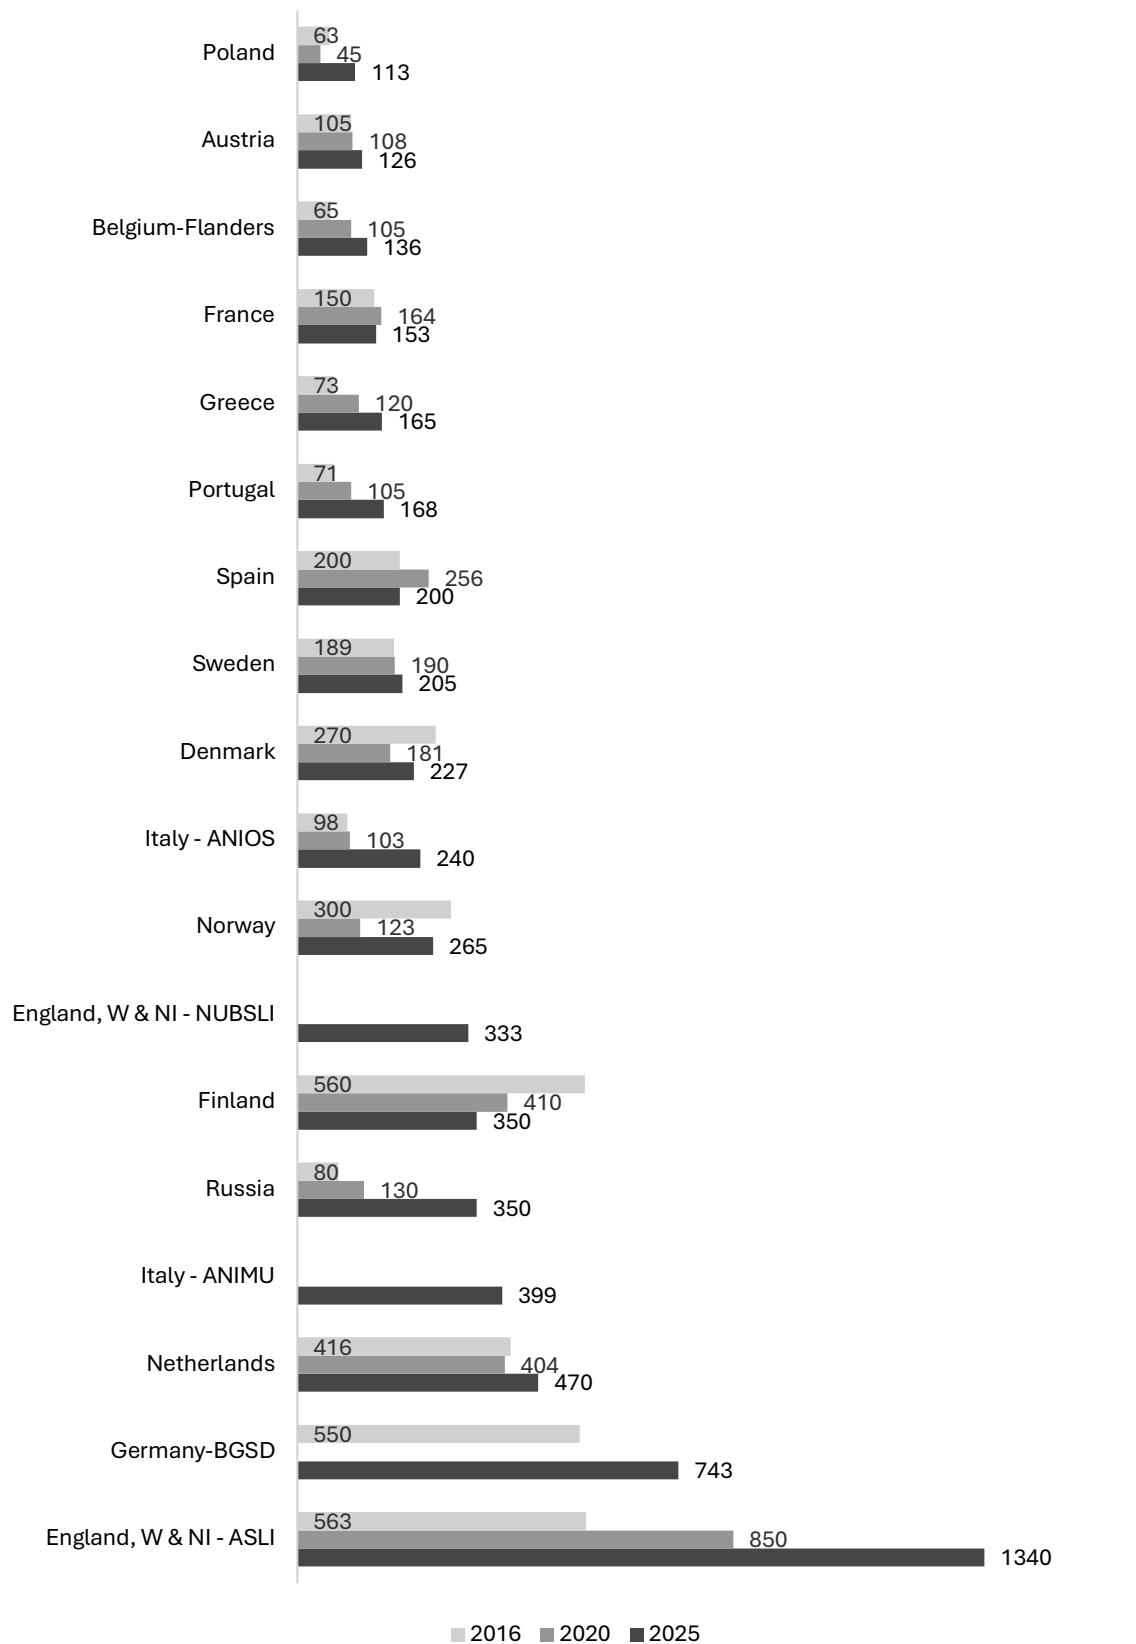 63
Poland 45
113
105
Austria 108
126
65
Belgium-Flanders 105
136
150
France 164
153
73
Greece 120
165
71
Portugal 105
168
200
Spain 256
200
189
Sweden 190
205
270
Denmark 181
227
98
Italy - ANIOS 103
240
300
Norway 123
265
England, W & NI - NUBSLI
333
560
Finland 410
350
80
Russia 130
350
Italy - ANIMU
399
416
Netherlands 404
470
550
Germany-BGSD
743
563
England, W & NI - ASLI 850
1340
2016 2020 2025